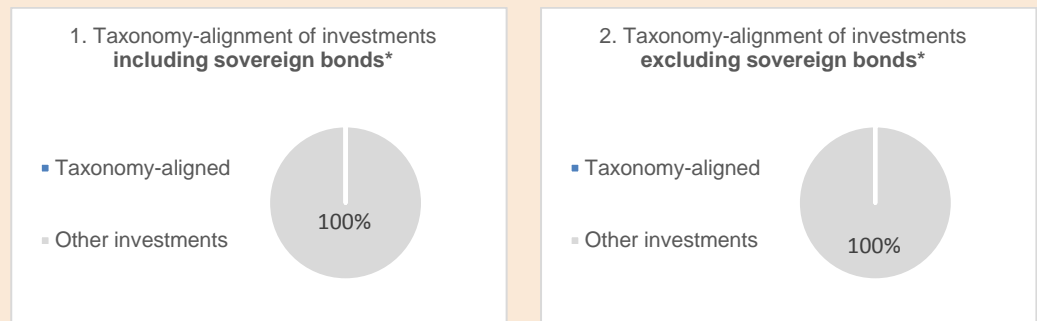 1. Taxonomy-alignment of investments
including sovereign bonds*
Taxonomy-aligned
Other investments
100%
2. Taxonomy-alignment of investments
excluding sovereign bonds*
Taxonomy-aligned
Other investments
100%